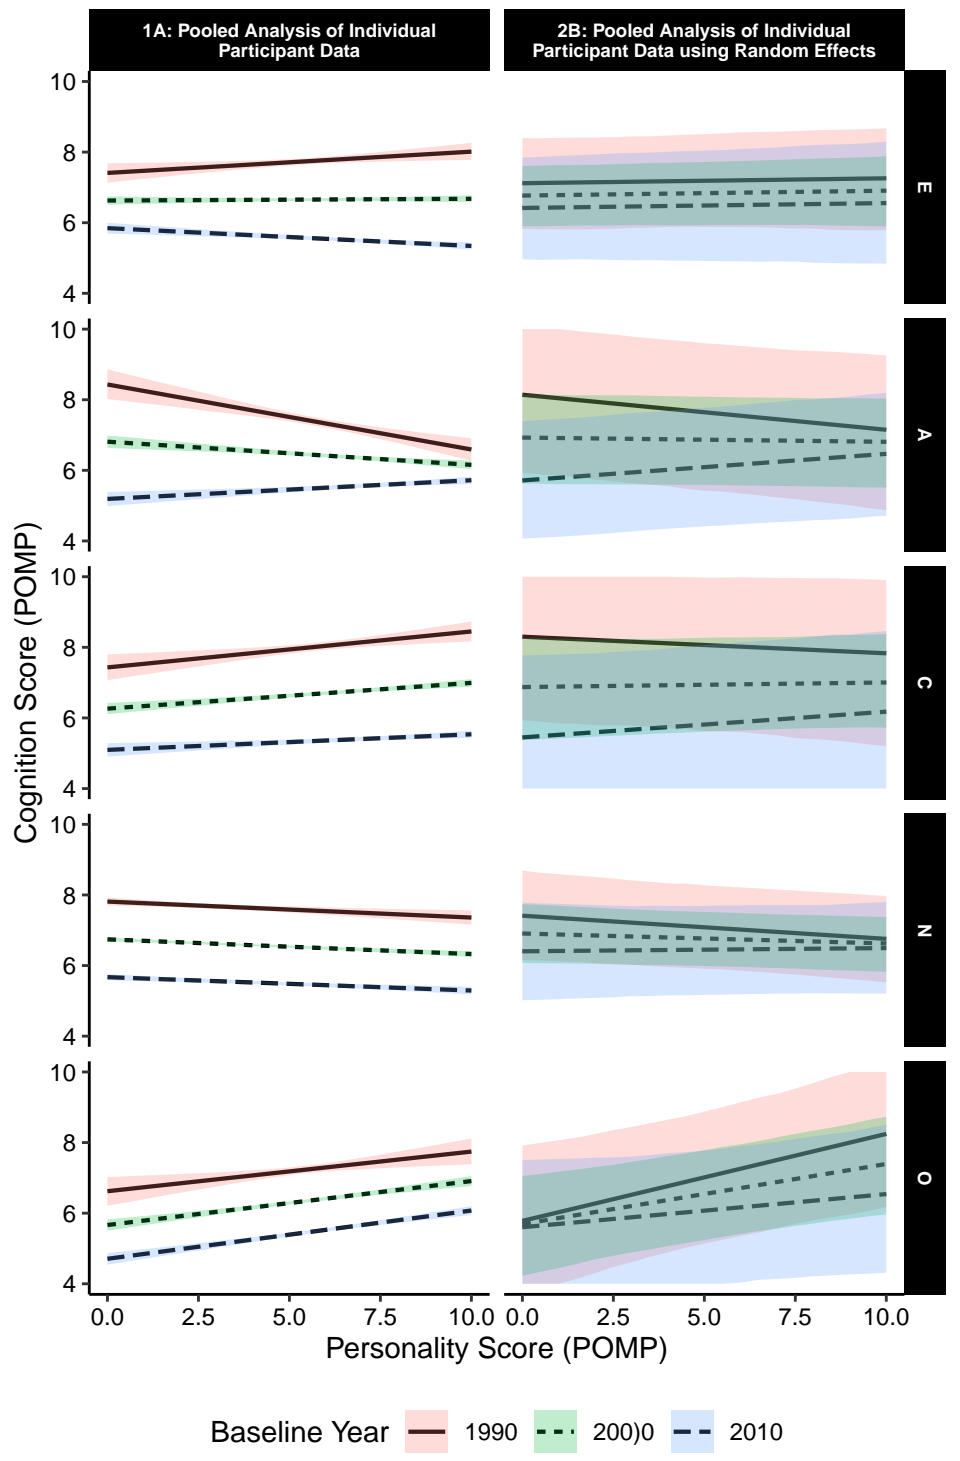 1A: Pooled Analysis of Individual
Participant Data
2B: Pooled Analysis of Individual
Participant Data using Random Effects
Cognition Score (POMP)
10
8
6
4
E
10
8
6
4
A
10
8
6
4
C
10
8
6
4
N
10
8
6
4
O
0.0 2.5 5.0 7.5 10.0 0.0 2.5 5.0 7.5 10.0
Personality Score (POMP)
Baseline Year 1990 200)0 2010